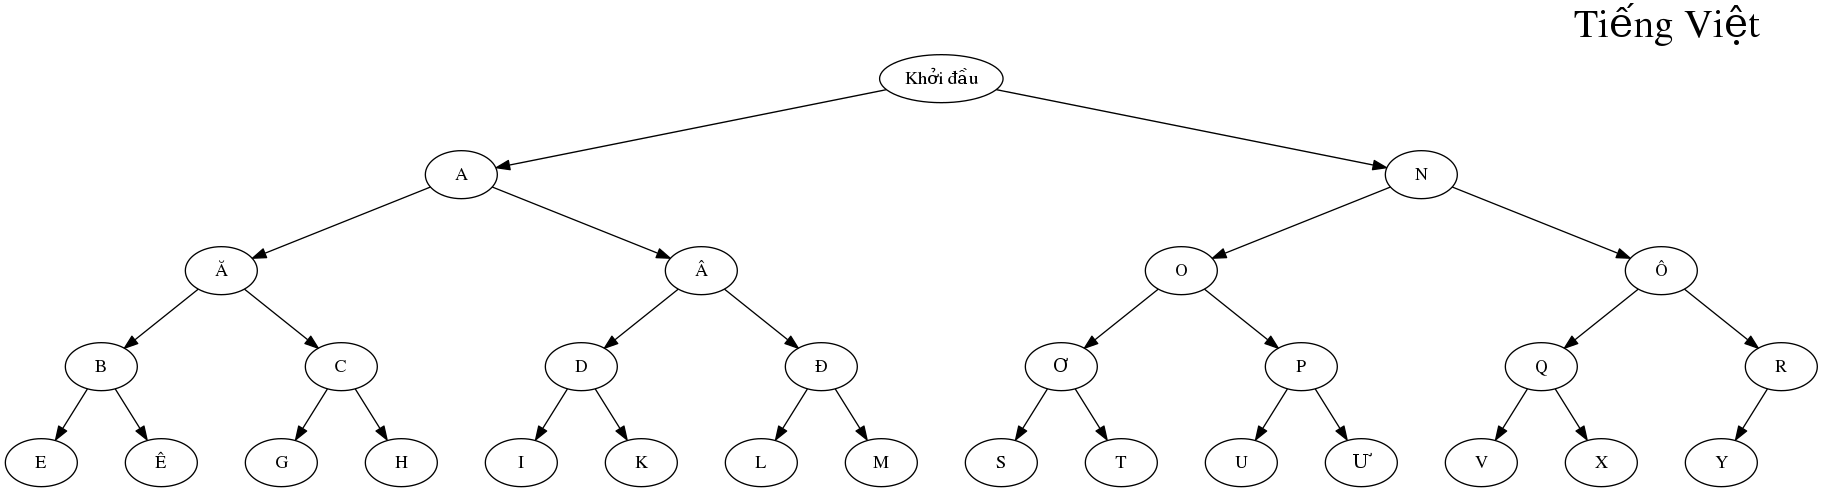 Tiếng Việt
Khởi đầu
A N
Ă Â O Ô
B C D Đ Ơ P Q R
E Ê G H I K L M S T U Ư V X Y